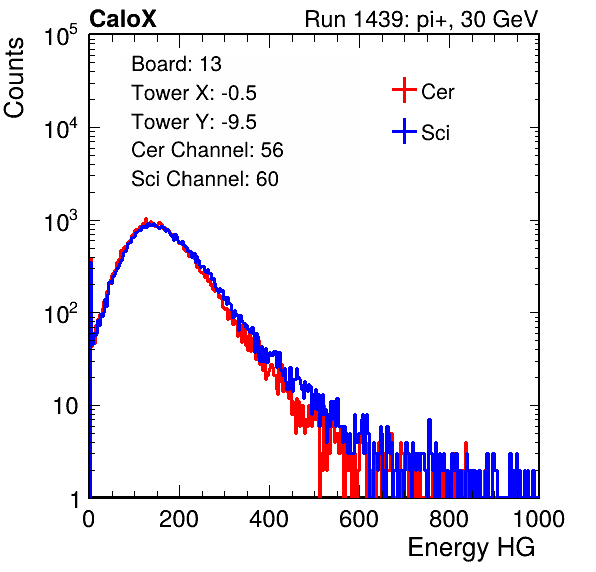 CaloX Run 1439: pi+, 30 GeV
Counts
Board: 13
Tower X: -0.5
Tower Y: -9.5
Cer Channel: 56
Sci Channel: 60
Cer
Sci
10^5
10^4
10^3
10^2
10
1
0 200 400 600 800 1000
Energy HG